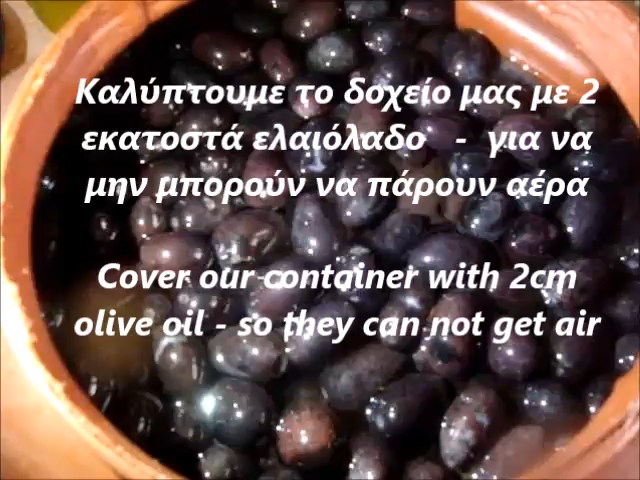 Καλύπτουμε το δοχείο μας με 2
εκατοστά ελαιόλαδο - για να
μην μπορούν να πάρουν αέρα
Cover our container with 2cm
olive oil - so they can not get air